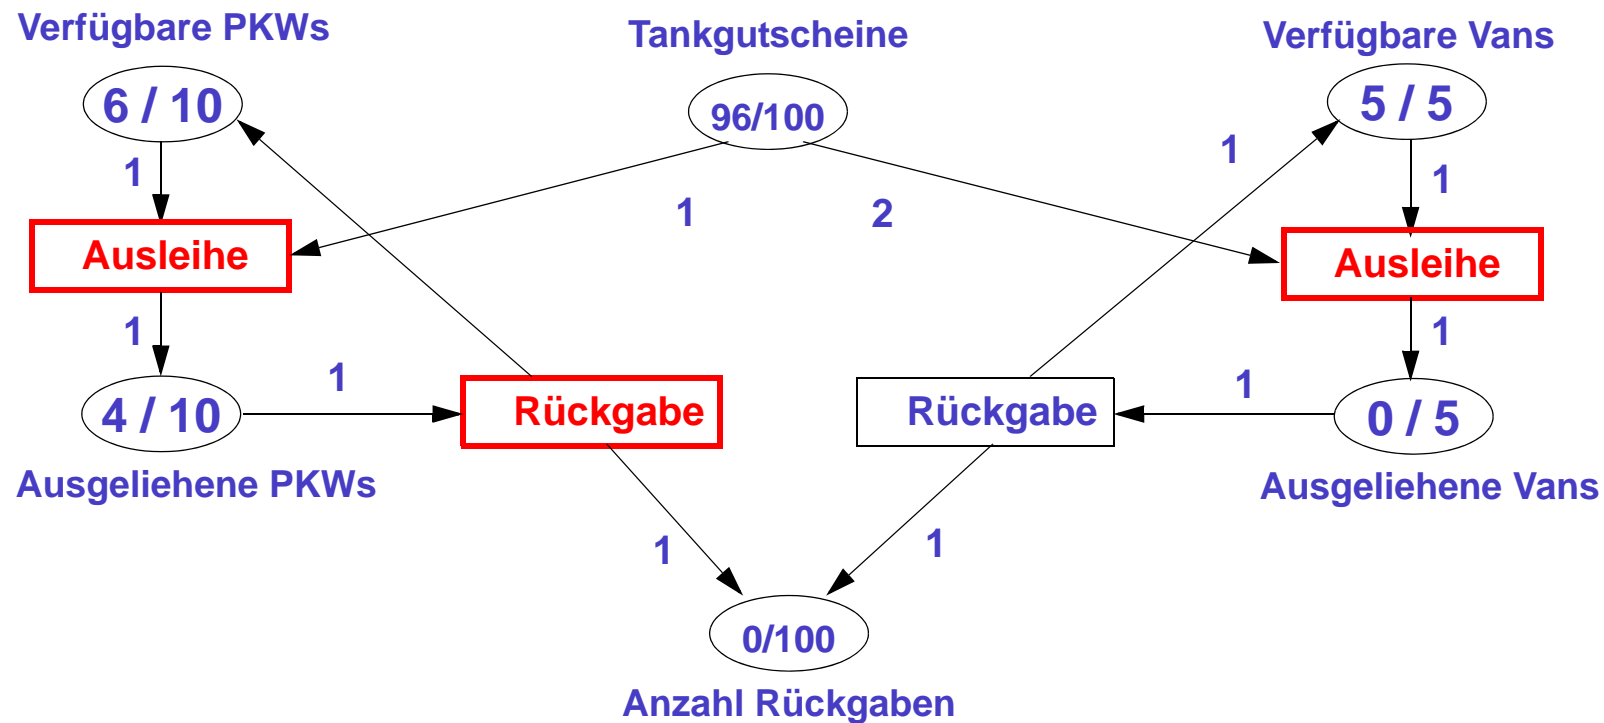 Verfügbare PKWs
Tankgutscheine
Verfügbare Vans
6 / 10
96/100
5 / 5
1
1
1
1
2
Ausleihe
Ausleihe
1
1
1
1
4 / 10
Rückgabe
Rückgabe
0 / 5
Ausgeliehene PKWs
Ausgeliehene Vans
1
1
0/100
Anzahl Rückgaben